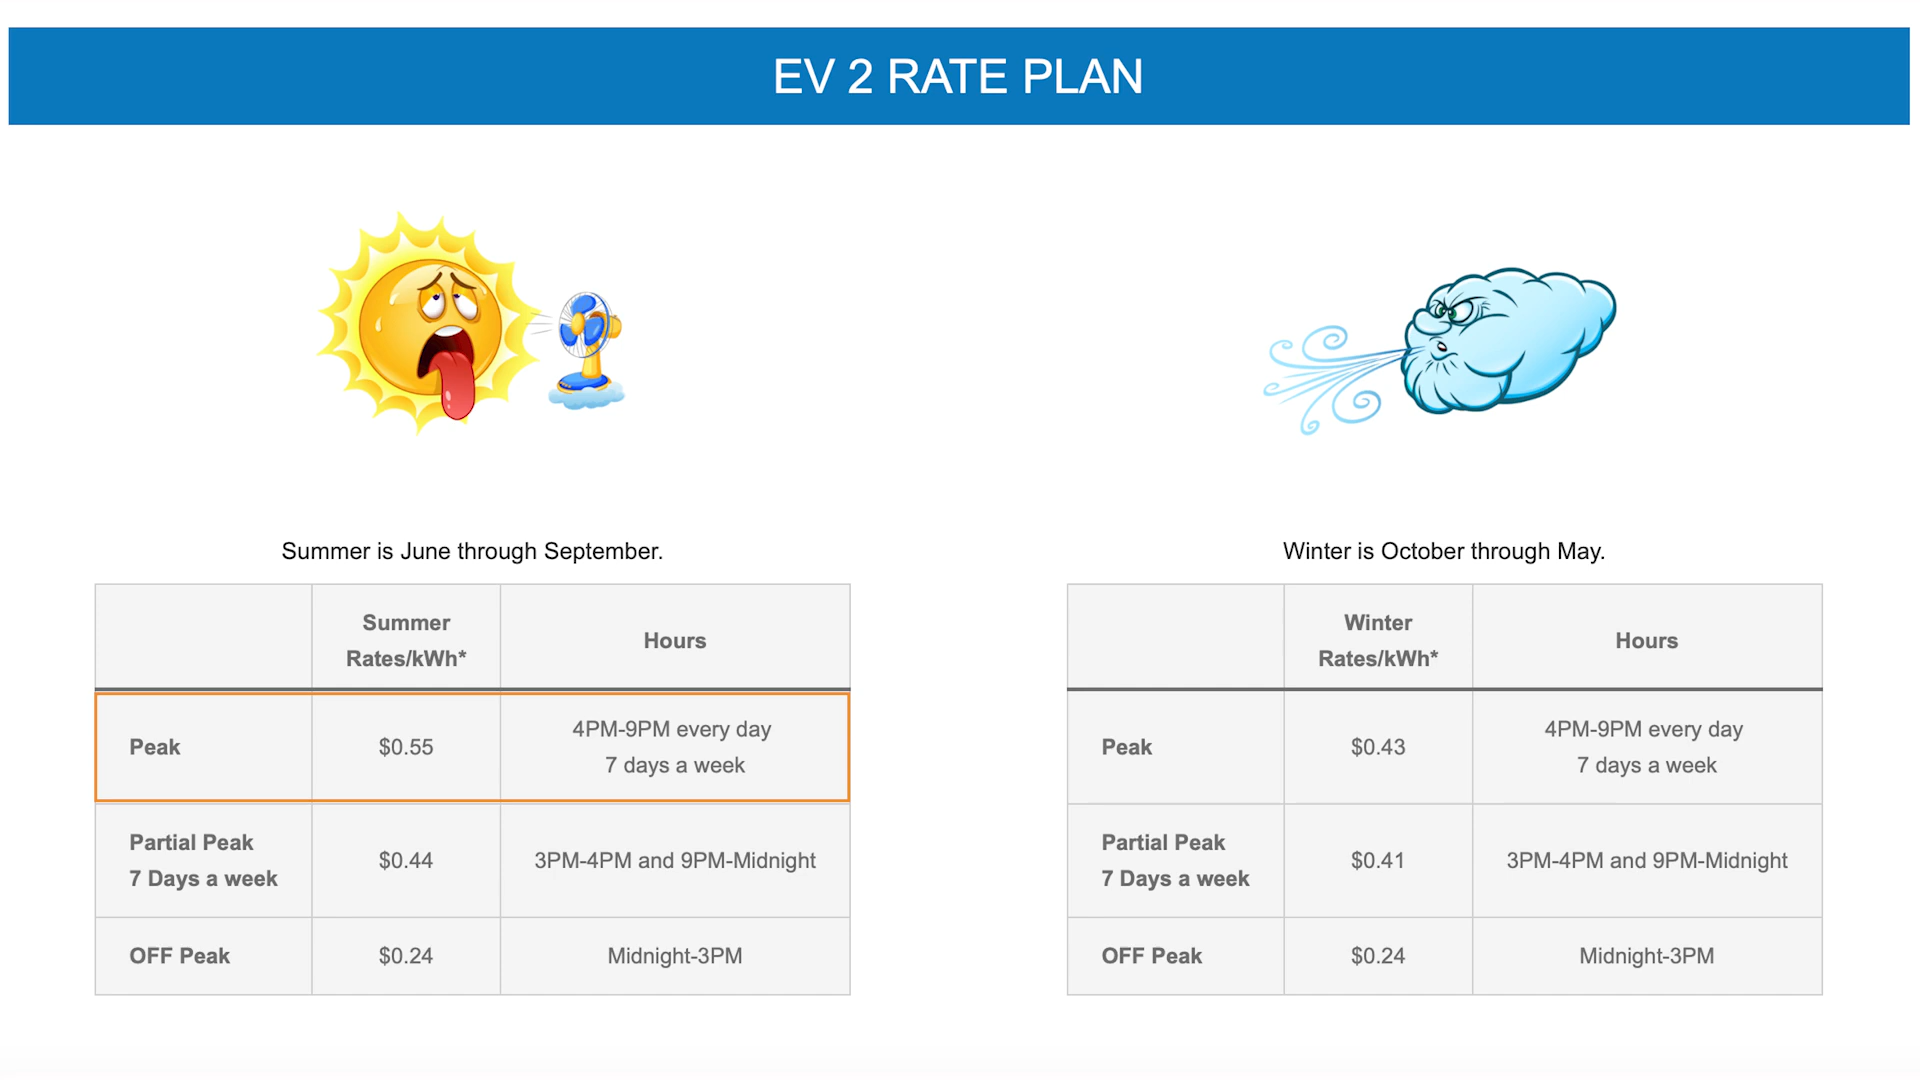 EV 2 RATE PLAN
Summer is June through September.
Summer
Rates/kWh*
Hours
Peak
$0.55
4PM-9PM every day
7 days a week
Partial Peak
7 Days a week
$0.44
3PM-4PM and 9PM-Midnight
OFF Peak
$0.24
Midnight-3PM
Winter is October through May.
Winter
Rates/kWh*
Hours
Peak
$0.43
4PM-9PM every day
7 days a week
Partial Peak
7 Days a week
$0.41
3PM-4PM and 9PM-Midnight
OFF Peak
$0.24
Midnight-3PM